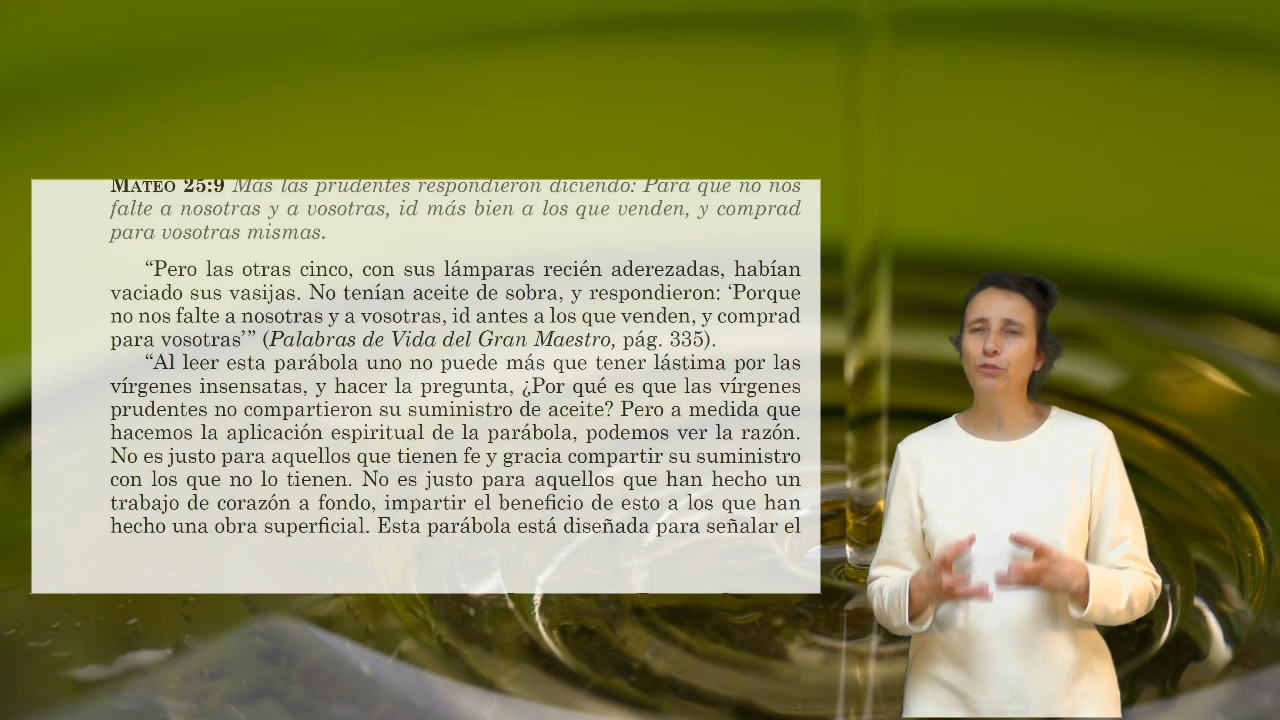 MATEO 25:9 Más las prudentes respondieron diciendo: Para que no nos
falte a nosotras y a vosotras, id más bien a los que venden, y comprad
para vosotras mismas.
“Pero las otras cinco, con sus lámparas recién aderezadas, habían
vaciado sus vasijas. No tenían aceite de sobra, y respondieron: ‘Porque
no nos falte a nosotras y a vosotras, id antes a los que venden, y comprad
para vosotras’” (Palabras de Vida del Gran Maestro, pág. 335).
“Al leer esta parábola uno no puede más que tener lástima por las
vírgenes insensatas, y hacer la pregunta, ¿Por qué es que las vírgenes
prudentes no compartieron su suministro de aceite? Pero a medida que
hacemos la aplicación espiritual de la parábola, podemos ver la razón.
No es justo para aquellos que tienen fe y gracia compartir su suministro
con los que no lo tienen. No es justo para aquellos que han hecho un
trabajo de corazón a fondo, impartir el beneficio de esto a los que han
hecho una obra superficial. Esta parábola está diseñada para señalar el